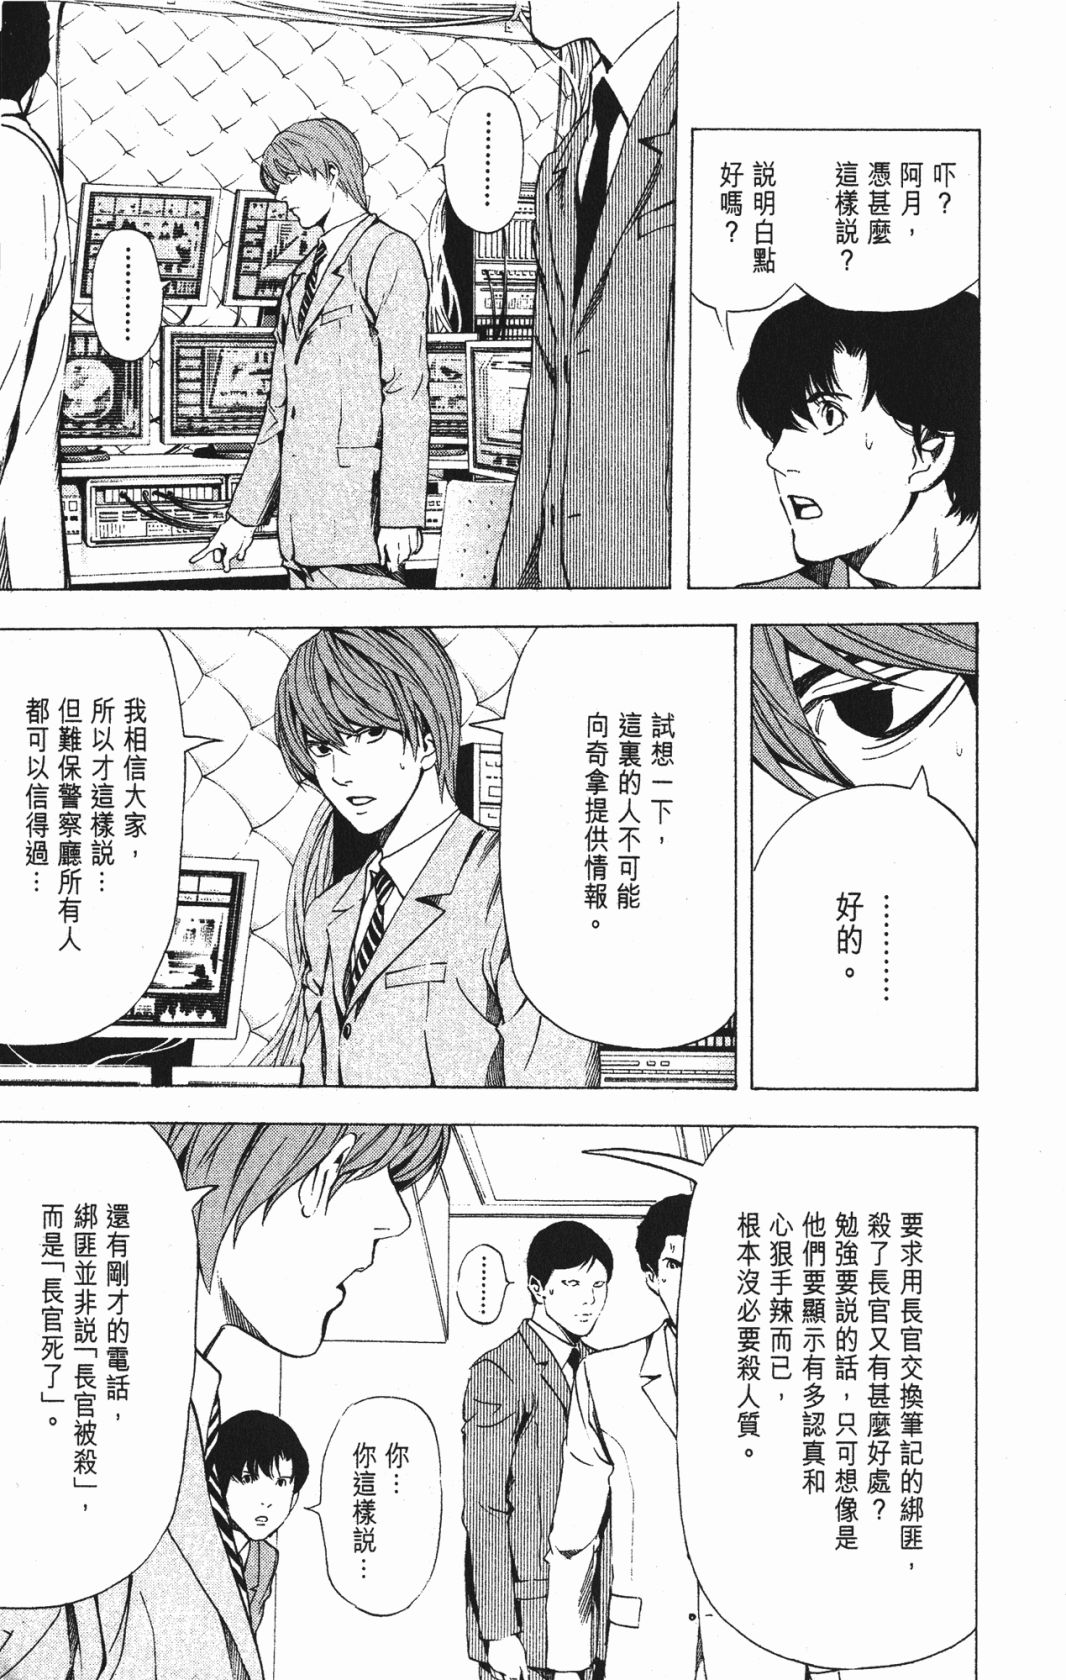 吓？
阿月，
憑甚麼
這樣説？
説明白點
好嗎？
…………
…………
…………
好的。
試想一下，
這裏的人不可能
向奇拿提供情報。
我相信大家，
所以才這樣説…
但難保警察廳所有人
都可以信得過…
要求用長官交換筆記的綁匪，
殺了長官又有甚麼好處？
勉強要説的話，只可想像是
他們要顯示有多認真和
心狠手辣而已，
根本沒必要殺人質。
……
你…
你這樣説…
還有剛才的電話，
綁匪並非説「長官被殺」，
而是「長官死了」。